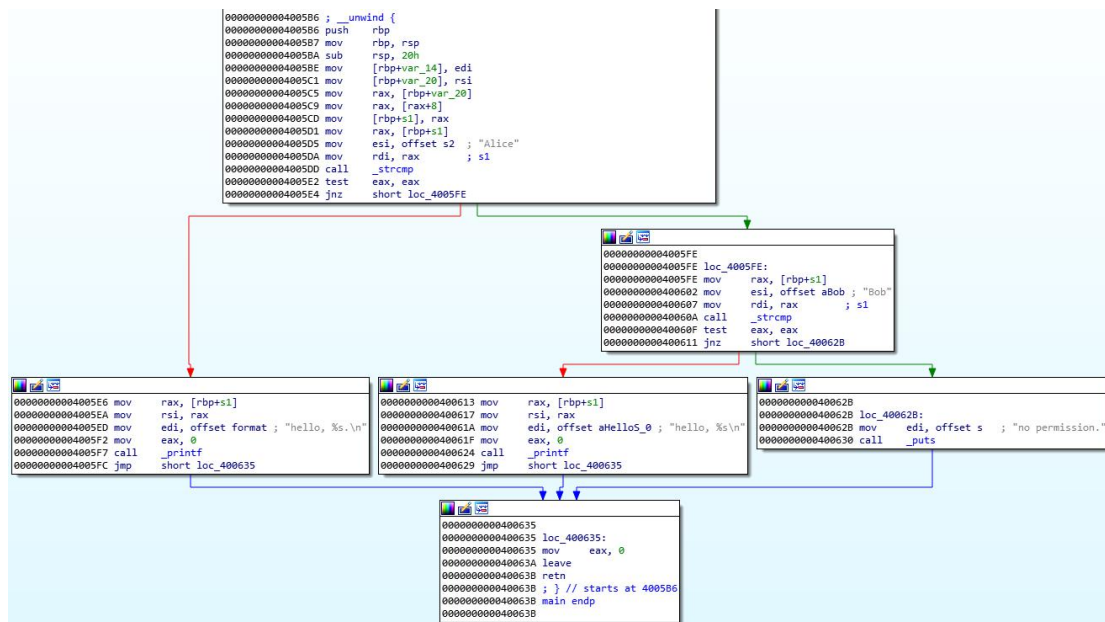 00000000004005B6 ; __unwind {
00000000004005B6 push rbp
00000000004005B7 mov rbp, rsp
00000000004005BA sub rsp, 20h
00000000004005BE mov [rbp+var_14], edi
00000000004005C1 mov [rbp+var_20], rsi
00000000004005C5 mov rax, [rbp+var_20]
00000000004005C9 mov rax, [rax+8]
00000000004005CD mov [rbp+s1], rax
00000000004005D1 mov rax, [rbp+s1]
00000000004005D5 mov esi, offset s2 ; "Alice"
00000000004005DA mov rdi, rax ; s1
00000000004005DD call _strcmp
00000000004005E2 test eax, eax
00000000004005E4 jnz short loc_4005FE
00000000004005FE
00000000004005FE loc_4005FE:
00000000004005FE mov rax, [rbp+s1]
0000000000400602 mov esi, offset aBob ; "Bob"
0000000000400607 mov rdi, rax ; s1
000000000040060A call _strcmp
000000000040060F test eax, eax
0000000000400611 jnz short loc_40062B
00000000004005E6 mov rax, [rbp+s1]
00000000004005EA mov rsi, rax
00000000004005ED mov edi, offset format ; "hello, %s.\n"
00000000004005F2 mov eax, 0
00000000004005F7 call _printf
00000000004005FC jmp short loc_400635
0000000000400613 mov rax, [rbp+s1]
0000000000400617 mov rsi, rax
000000000040061A mov edi, offset aHelloS_0 ; "hello, %s\n"
000000000040061F mov eax, 0
0000000000400624 call _printf
0000000000400629 jmp short loc_400635
000000000040062B
000000000040062B loc_40062B:
000000000040062B mov edi, offset s ; "no permission."
0000000000400630 call _puts
0000000000400635
0000000000400635 loc_400635:
0000000000400635 mov eax, 0
000000000040063A leave
000000000040063B retn
000000000040063B ; } // starts at 4005B6
000000000040063B main endp
000000000040063B